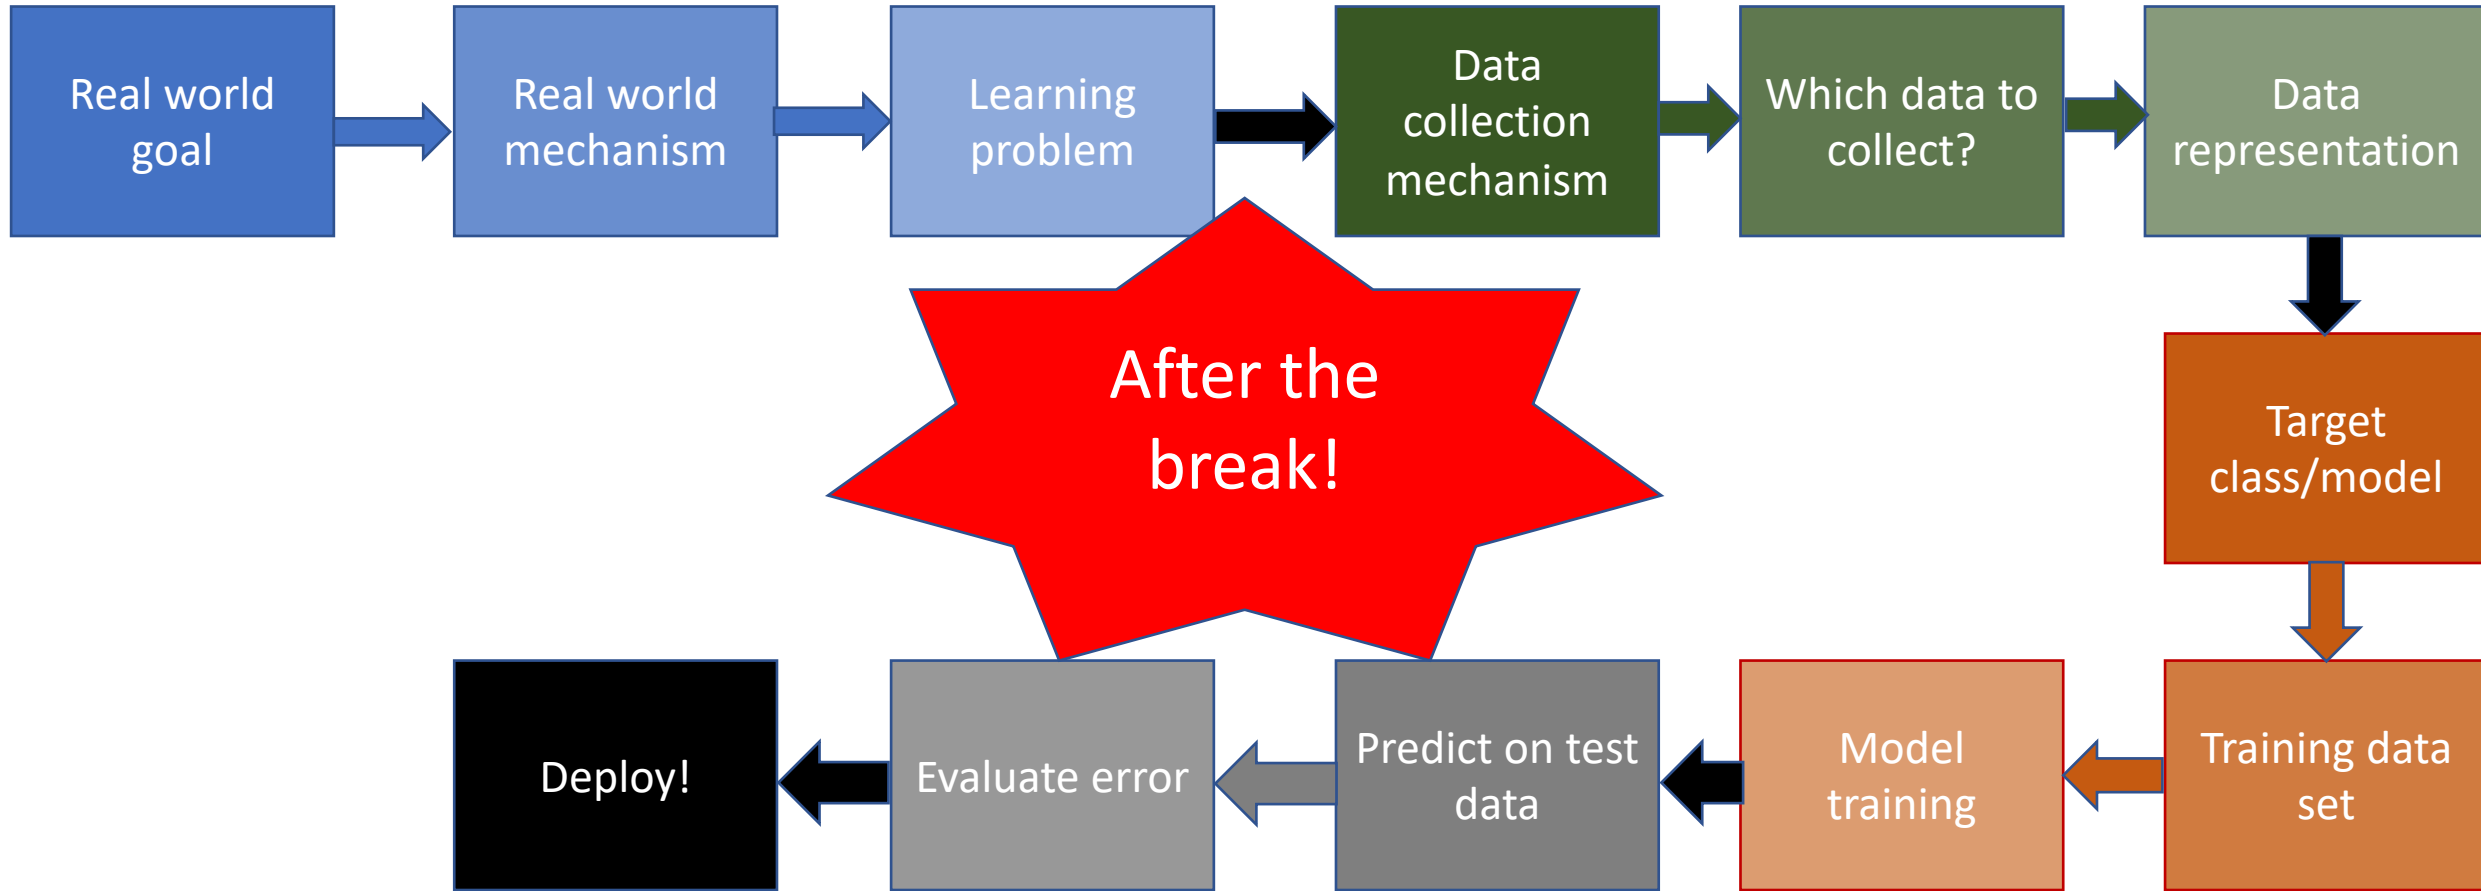 Real world
goal
Real world
mechanism
Learning
problem
Data
collection
mechanism
Which data to
collect?
Data
representation
After the
break!
Target
class/model
Training data
set
Model
training
Predict on test
data
Evaluate error
Deploy!